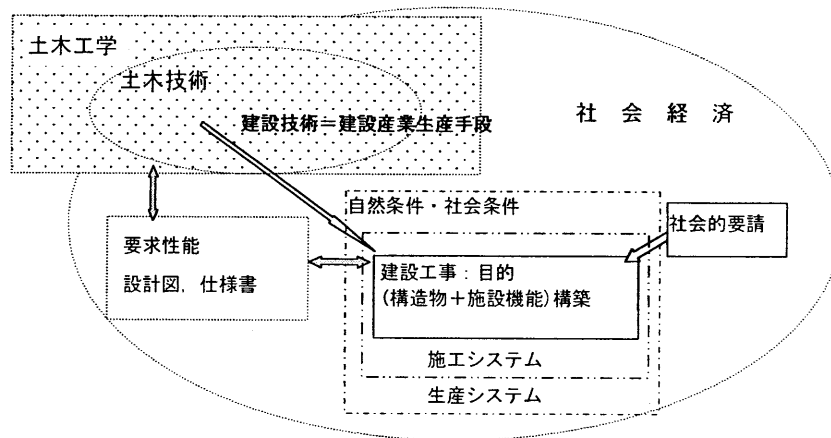 土木工学
土木技術
建設技術＝建設産業生産手段
社　会　経　済
自然条件・社会条件
社会的要請
要求性能
設計図，仕様書
建設工事：目的
(構造物＋施設機能)構築
施工システム
生産システム